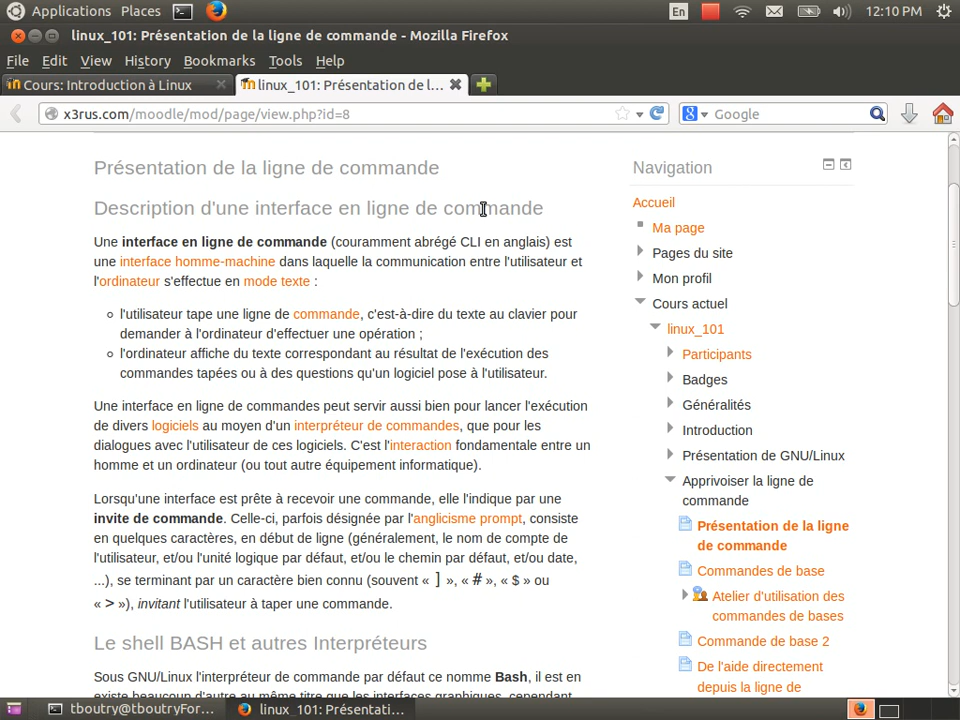 Applications Places En 12:10 PM
linux_101: Présentation de la ligne de commande - Mozilla Firefox
File Edit View History Bookmarks Tools Help
Cours: Introduction à Linux
linux_101: Présentation de l...
x3rus.com/moodle/mod/page/view.php?id=8
Google
Présentation de la ligne de commande
Description d'une interface en ligne de commande
Une interface en ligne de commande (couramment abrégé CLI en anglais) est
une interface homme-machine dans laquelle la communication entre l'utilisateur et
l'ordinateur s'effectue en mode texte :
l'utilisateur tape une ligne de commande, c'est-à-dire du texte au clavier pour
demander à l'ordinateur d'effectuer une opération ;
l'ordinateur affiche du texte correspondant au résultat de l'exécution des
commandes tapées ou à des questions qu'un logiciel pose à l'utilisateur.
Une interface en ligne de commandes peut servir aussi bien pour lancer l'exécution
de divers logiciels au moyen d'un interpréteur de commandes, que pour les
dialogues avec l'utilisateur de ces logiciels. C'est l'interaction fondamentale entre un
homme et un ordinateur (ou tout autre équipement informatique).
Lorsqu'une interface est prête à recevoir une commande, elle l'indique par une
invite de commande. Celle-ci, parfois désignée par l'anglicisme prompt, consiste
en quelques caractères, en début de ligne (généralement, le nom de compte de
l'utilisateur, et/ou l'unité logique par défaut, et/ou le chemin par défaut, et/ou date,
...), se terminant par un caractère bien connu (souvent « ] », « # », « $ » ou
« > »), invitant l'utilisateur à taper une commande.
Le shell BASH et autres Interpréteurs
Sous GNU/Linux l'interpréteur de commande par défaut ce nomme Bash, il est en
existe beaucoup d'autre au même titre que les interfaces graphiques, cependant
Navigation
Accueil
Ma page
Pages du site
Mon profil
Cours actuel
linux_101
Participants
Badges
Généralités
Introduction
Présentation de GNU/Linux
Apprivoiser la ligne de
commande
Présentation de la ligne
de commande
Commandes de base
Atelier d'utilisation des
commandes de bases
Commande de base 2
De l'aide directement
depuis la ligne de
tboutry@tboutryFor...
linux_101: Présentati...